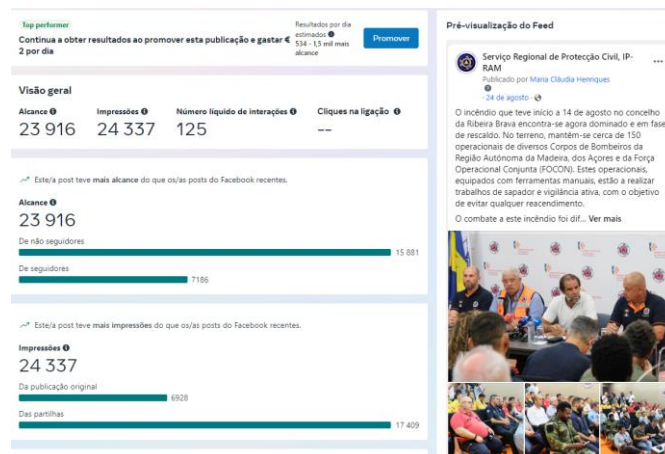 Top performer
Continua a obter resultados ao promover esta publicação e gastar €
2 por dia
Resultados por dia
estimados
534 - 1,5 mil mais
alcance
Promover
Visão geral
Alcance
23 916
Impressões
24 337
Número líquido de interações
125
Cliques na ligação
--
Este/a post teve mais alcance do que os/as posts do Facebook recentes.
Alcance
23 916
De não seguidores
15 881
De seguidores
7186
Este/a post teve mais impressões do que os/as posts do Facebook recentes.
Impressões
24 337
Da publicação original
6928
Das partilhas
17 409
Pré-visualização do Feed
Serviço Regional de Protecção Civil, IP-
RAM
Publicado por Maria Cláudia Henriques
· 24 de agosto ·
O incêndio que teve início a 14 de agosto no concelho
da Ribeira Brava encontra-se agora dominado e em fase
de rescaldo. No terreno, mantêm-se cerca de 150
operacionais de diversos Corpos de Bombeiros da
Região Autónoma da Madeira, dos Açores e da Força
Operacional Conjunta (FOCON). Estes operacionais,
equipados com ferramentas manuais, estão a realizar
trabalhos de sapador e vigilância ativa, com o objetivo
de evitar qualquer reacendimento.
O combate a este incêndio foi dif... Ver mais